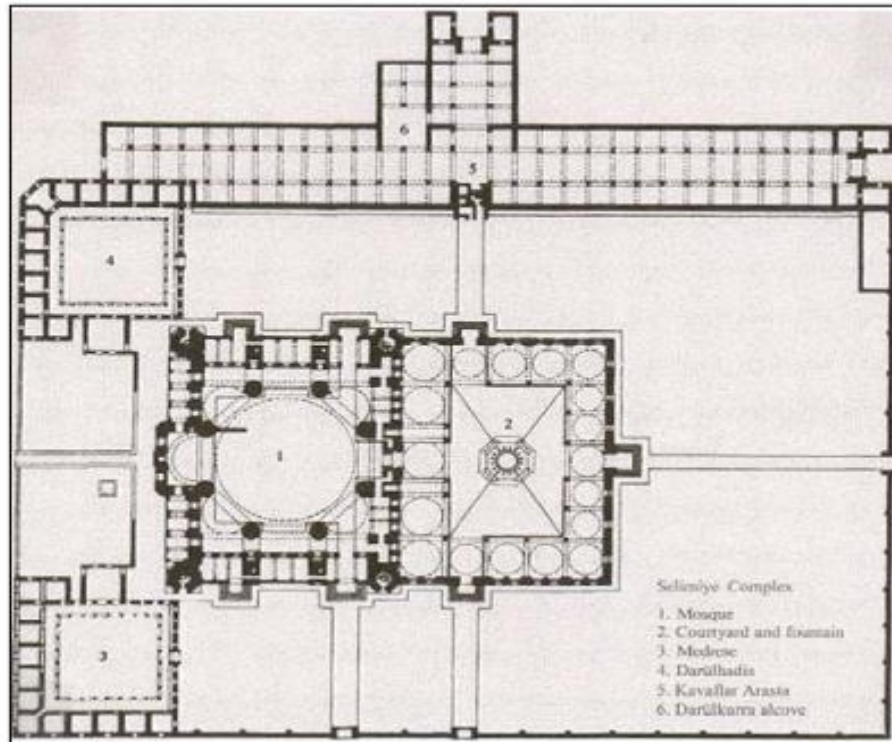 6
5
4
2
1
3
Selimiye Complex
1. Mosque
2. Courtyard and fountain
3. Medrese
4. Darülhadis
5. Kavaflar Arasta
6. Darülkurra alcove